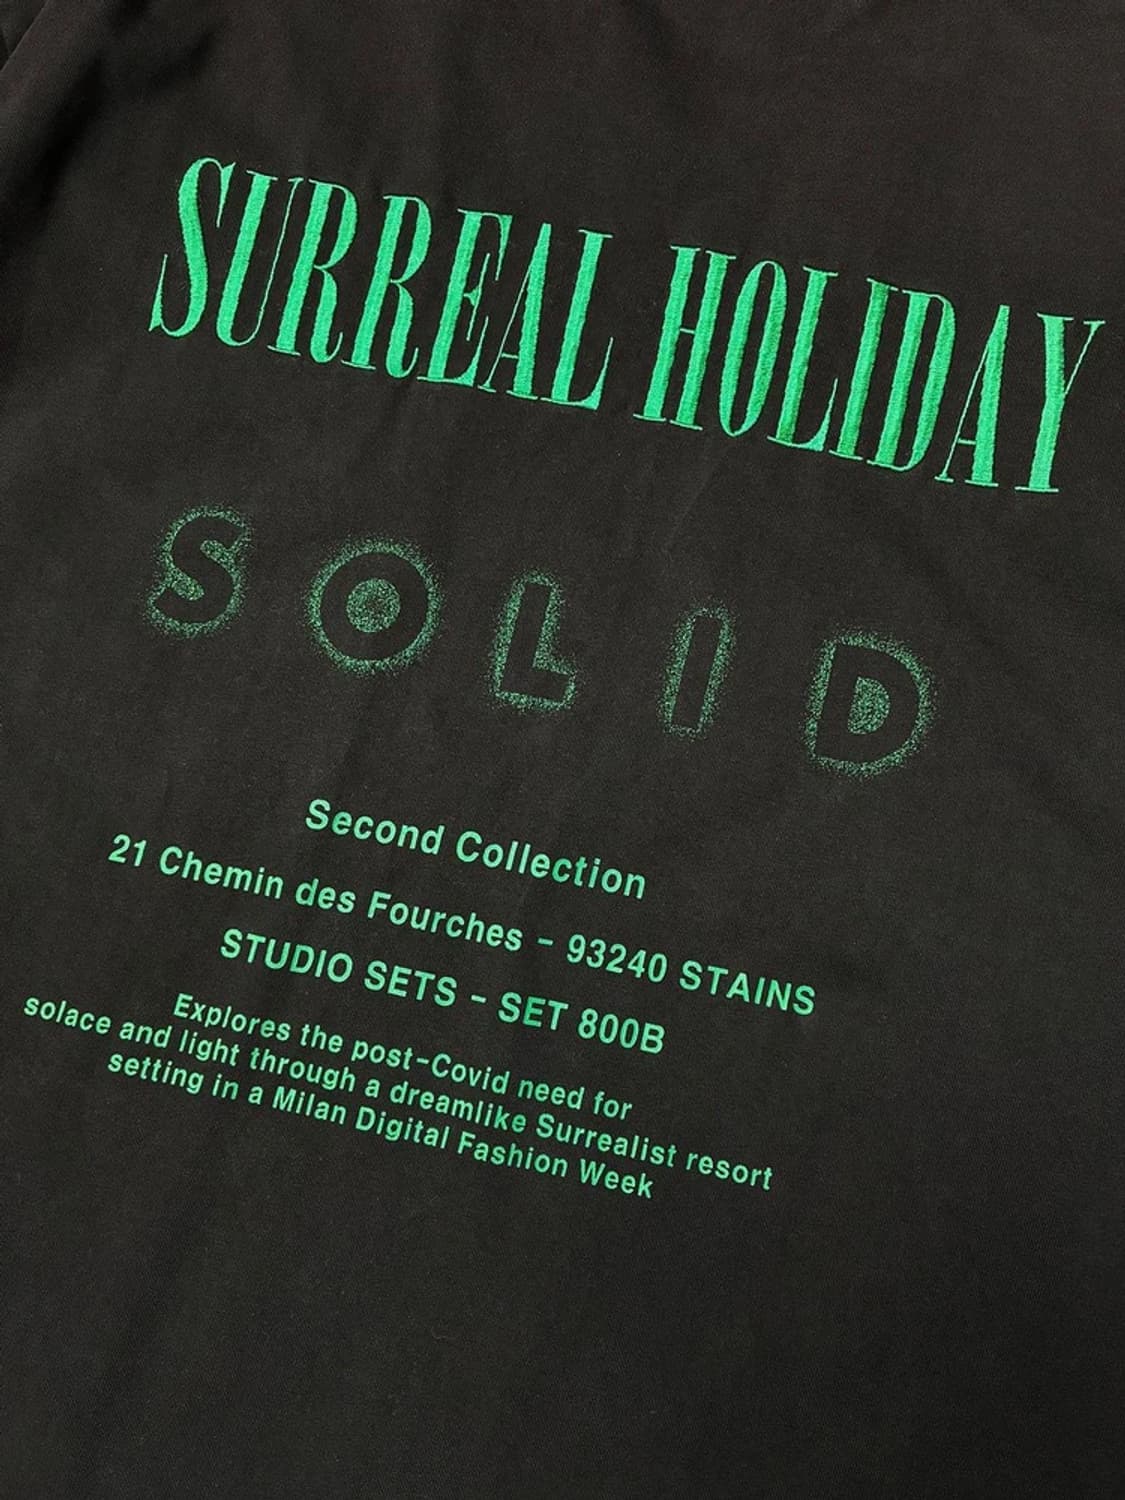 SURREAL HOLIDAY
SOLID
Second Collection
21 Chemin des Fourches - 93240 STAINS
STUDIO SETS - SET 800B
Explores the post-Covid need for
solace and light through a dreamlike Surrealist resort
setting in a Milan Digital Fashion Week